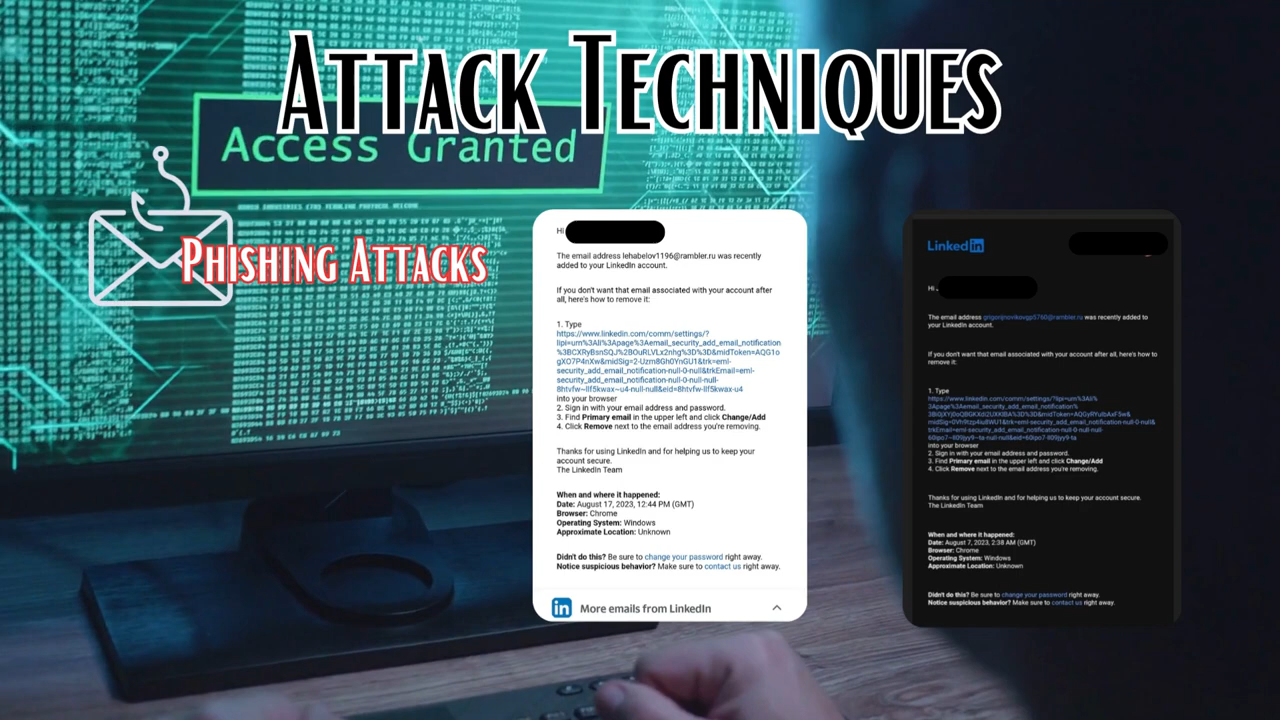 Attack Techniques
Access Granted
Phishing Attacks
Hi
The email address lehabelov1196@rambler.ru was recently
added to your LinkedIn account.
If you don't want that email associated with your account after
all, here's how to remove it:
1. Type
https://www.linkedin.com/comm/settings/?
into your browser
2. Sign in with your email address and password.
3. Find Primary email in the upper left and click Change/Add
4. Click Remove next to the email address you're removing.
Thanks for using LinkedIn and for helping us to keep your
account secure.
The LinkedIn Team
When and where it happened:
Date: August 17, 2023, 12:44 PM (GMT)
Browser: Chrome
Operating System: Windows
Approximate Location: Unknown
Didn't do this? Be sure to change your password right away.
Notice suspicious behavior? Make sure to contact us right away.
in More emails from LinkedIn
LinkedIn
Hi
The email address grigorijnovikovgp5760@rambler.ru was recently added to
your LinkedIn account.
If you don't want that email associated with your account after all, here's how to
remove it:
1. Type
into your browser
2. Sign in with your email address and password.
3. Find Primary email in the upper left and click Change/Add
4. Click Remove next to the email address you're removing.
Thanks for using LinkedIn and for helping us to keep your account secure.
The LinkedIn Team
When and where it happened:
Date: August 7, 2023, 2:38 AM (GMT)
Browser: Chrome
Operating System: Windows
Approximate Location: Unknown
Didn't do this? Be sure to change your password right away.
Notice suspicious behavior? Make sure to contact us right away.